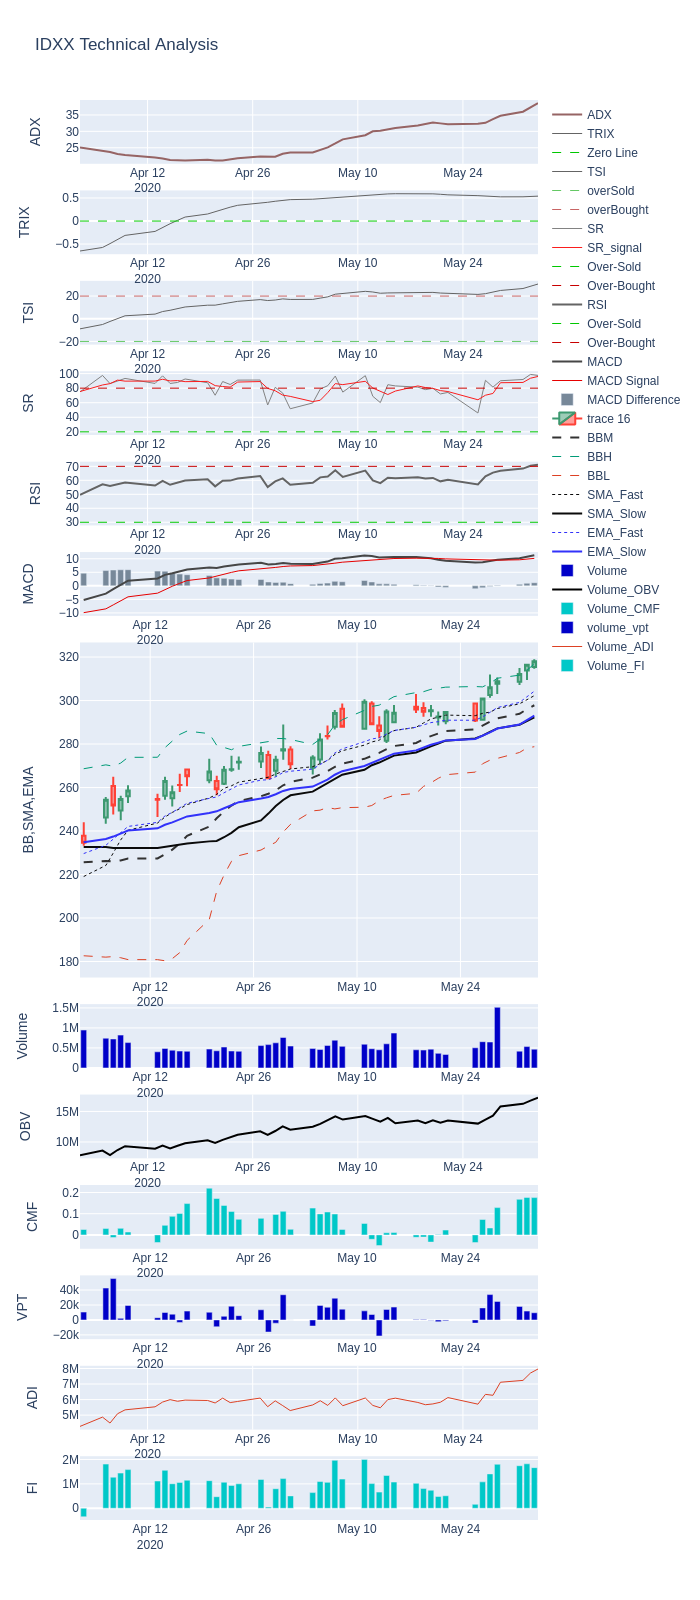 IDXX Technical Analysis
ADX
35
30
25
Apr 12
2020
Apr 26
May 10
May 24
TRIX
0.5
0
−0.5
Apr 12
2020
Apr 26
May 10
May 24
TSI
20
0
−20
Apr 12
2020
Apr 26
May 10
May 24
SR
100
80
60
40
20
Apr 12
2020
Apr 26
May 10
May 24
RSI
70
60
50
40
30
Apr 12
2020
Apr 26
May 10
May 24
MACD
10
5
0
−5
−10
Apr 12
2020
Apr 26
May 10
May 24
BB,SMA,EMA
320
300
280
260
240
220
200
180
Apr 12
2020
Apr 26
May 10
May 24
Volume
1.5M
1M
0.5M
0
Apr 12
2020
Apr 26
May 10
May 24
OBV
15M
10M
Apr 12
2020
Apr 26
May 10
May 24
CMF
0.2
0.1
0
Apr 12
2020
Apr 26
May 10
May 24
VPT
40k
20k
0
−20k
Apr 12
2020
Apr 26
May 10
May 24
ADI
8M
7M
6M
5M
Apr 12
2020
Apr 26
May 10
May 24
FI
2M
1M
0
Apr 12
2020
Apr 26
May 10
May 24
ADX
TRIX
Zero Line
TSI
overSold
overBought
SR
SR_signal
Over-Sold
Over-Bought
RSI
Over-Sold
Over-Bought
MACD
MACD Signal
MACD Difference
trace 16
BBM
BBH
BBL
SMA_Fast
SMA_Slow
EMA_Fast
EMA_Slow
Volume
Volume_OBV
Volume_CMF
volume_vpt
Volume_ADI
Volume_FI